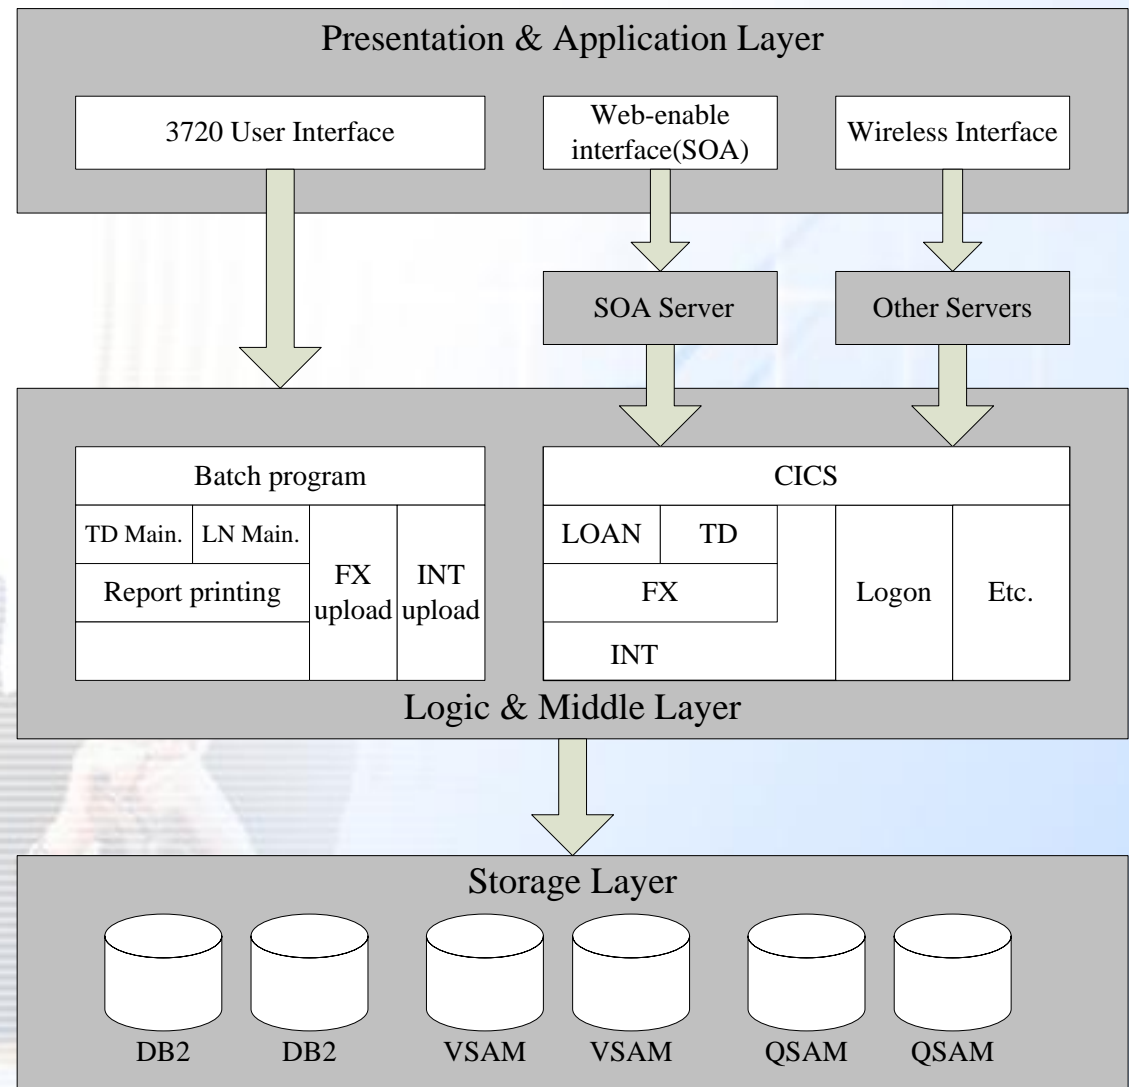 Presentation & Application Layer
3720 User Interface
Web-enable
interface(SOA)
Wireless Interface
SOA Server
Other Servers
Batch program
TD Main.
LN Main.
Report printing
FX
upload
INT
upload
CICS
LOAN
TD
FX
INT
Logon
Etc.
Logic & Middle Layer
Storage Layer
DB2
DB2
VSAM
VSAM
QSAM
QSAM